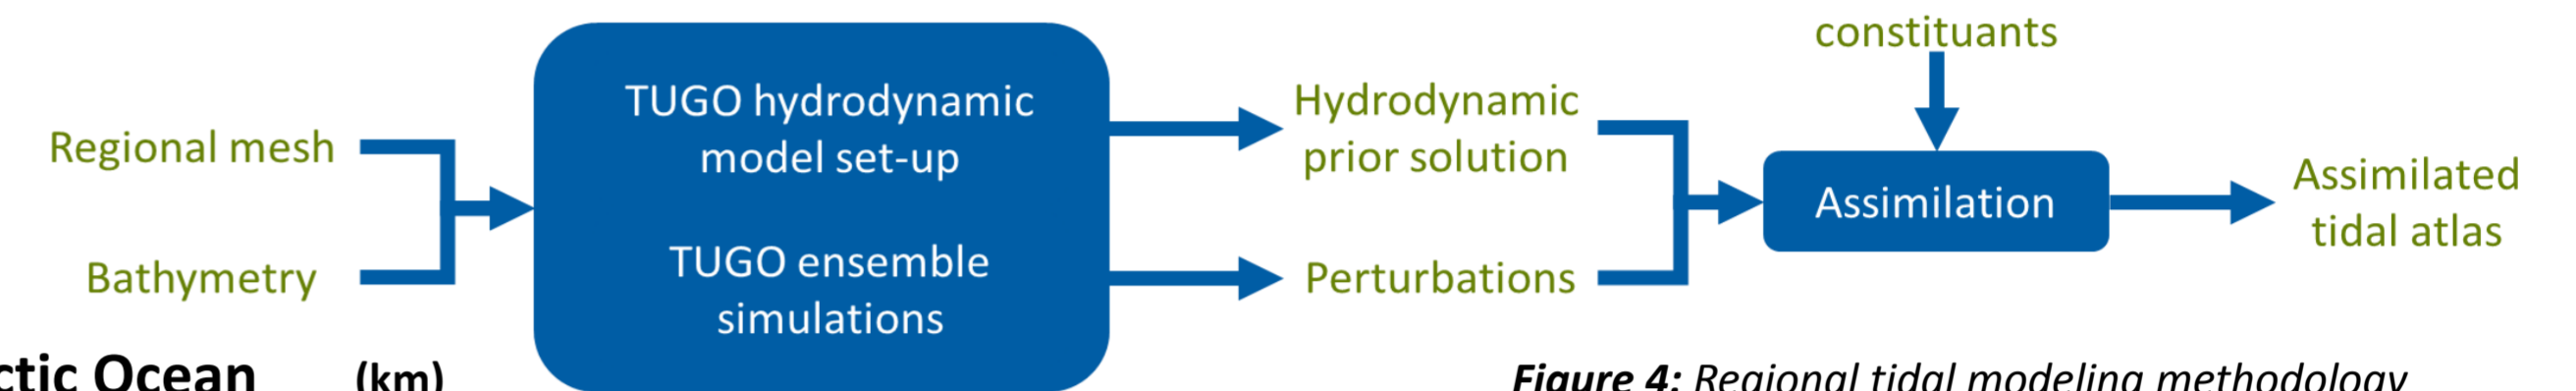 constituants
TUGO hydrodynamic
model set-up
Hydrodynamic
prior solution
Regional mesh
Assimilation
Assimilated
tidal atlas
Bathymetry
TUGO ensemble
simulations
Perturbations
ctic Ocean (km)
Figure 4: Regional tidal modeling methodology